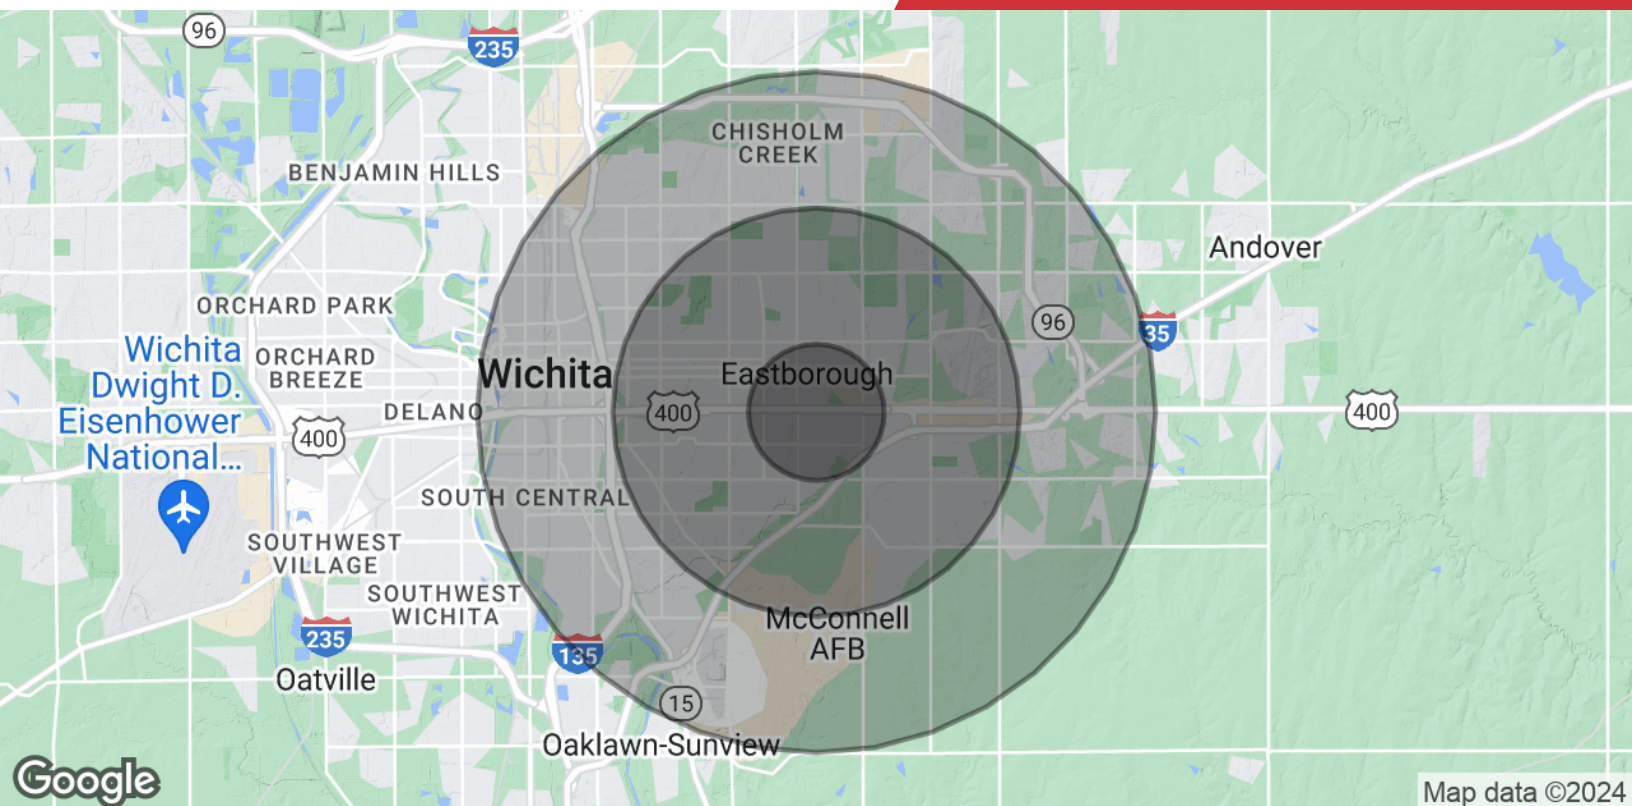 96
235
CHISHOLM
CREEK
BENJAMIN HILLS
Andover
ORCHARD PARK
96
35
Wichita
Dwight D.
Eisenhower
National...
ORCHARD
BREEZE
Wichita
Eastborough
DELANO
400
400
400
SOUTH CENTRAL
SOUTHWEST
VILLAGE
SOUTHWEST
WICHITA
McConnell
AFB
235
135
Oatville
15
Oaklawn-Sunview
Google
Map data ©2024